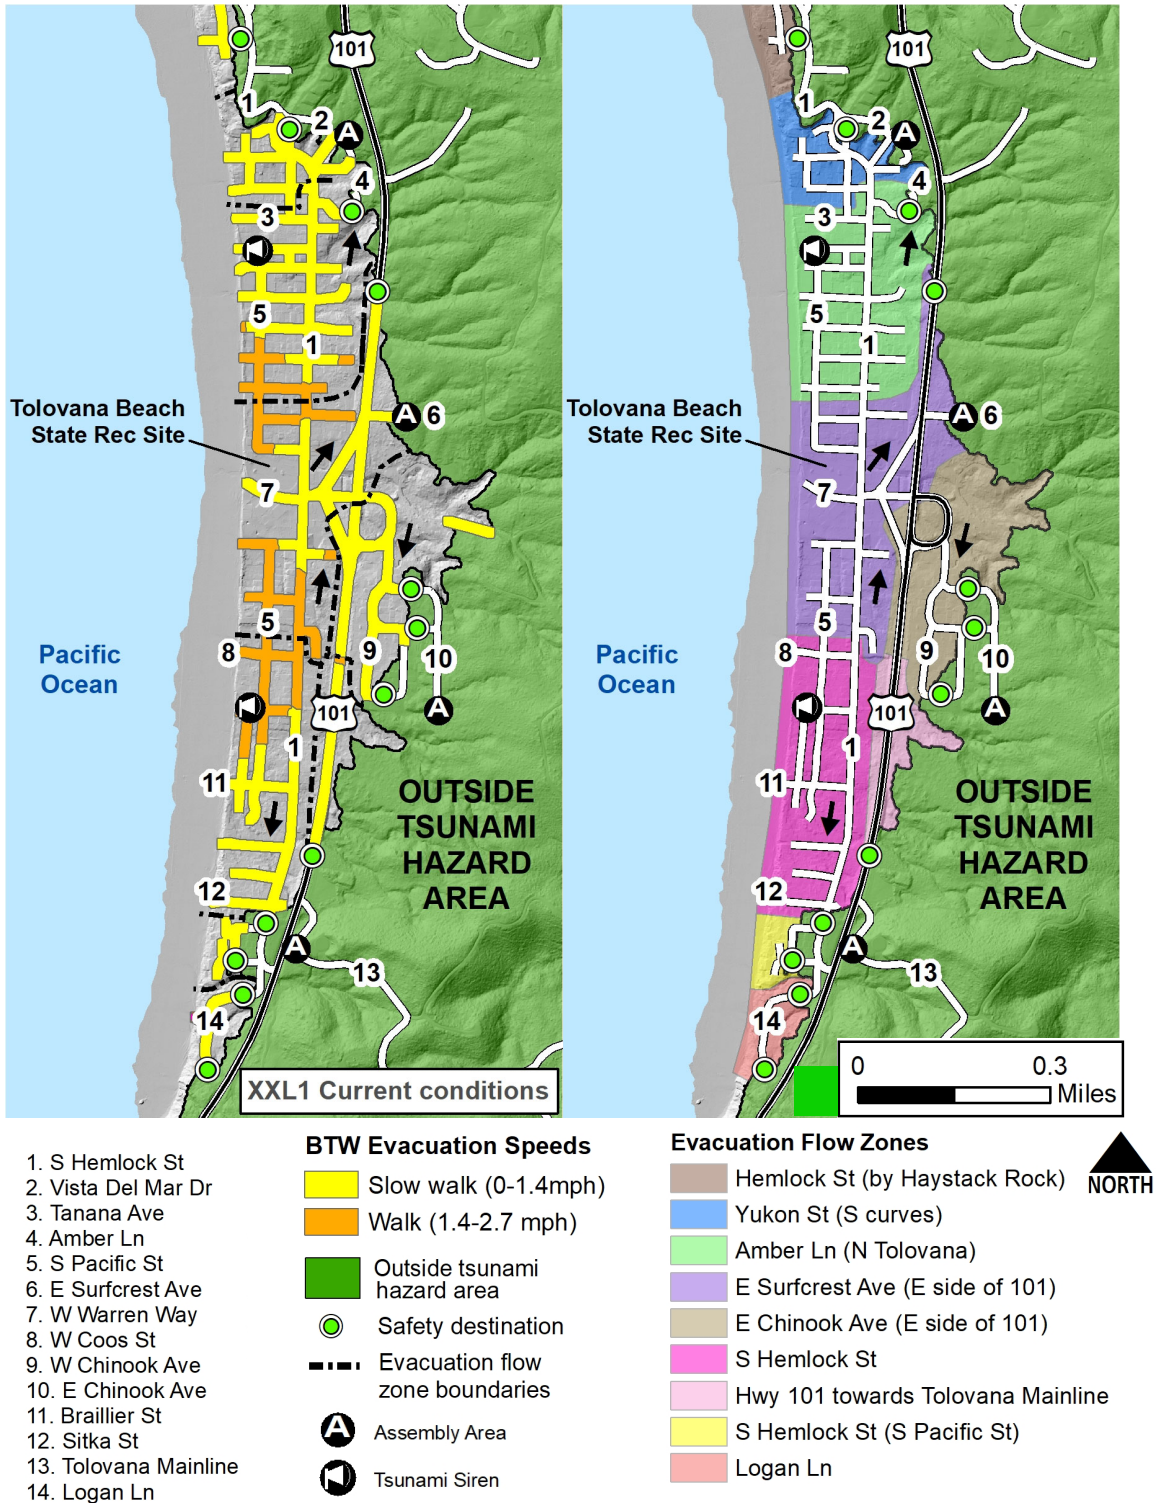 101
1
2
A
4
3
5
1
Tolovana Beach
State Rec Site
A 6
7
5
8
9
10
Pacific
Ocean
101
A
1
11
OUTSIDE
TSUNAMI
HAZARD
AREA
12
A
13
14
XXL1 Current conditions
101
1
2
A
4
3
5
1
Tolovana Beach
State Rec Site
A 6
7
5
8
9
10
Pacific
Ocean
101
A
1
11
OUTSIDE
TSUNAMI
HAZARD
AREA
12
A
13
14
0 0.3
Miles
1. S Hemlock St
2. Vista Del Mar Dr
3. Tanana Ave
4. Amber Ln
5. S Pacific St
6. E Surfcrest Ave
7. W Warren Way
8. W Coos St
9. W Chinook Ave
10. E Chinook Ave
11. Braillier St
12. Sitka St
13. Tolovana Mainline
14. Logan Ln
BTW Evacuation Speeds
Slow walk (0-1.4mph)
Walk (1.4-2.7 mph)
Outside tsunami
hazard area
Safety destination
Evacuation flow
zone boundaries
A Assembly Area
Tsunami Siren
Evacuation Flow Zones
Hemlock St (by Haystack Rock)
Yukon St (S curves)
Amber Ln (N Tolovana)
E Surfcrest Ave (E side of 101)
E Chinook Ave (E side of 101)
S Hemlock St
Hwy 101 towards Tolovana Mainline
S Hemlock St (S Pacific St)
Logan Ln
NORTH